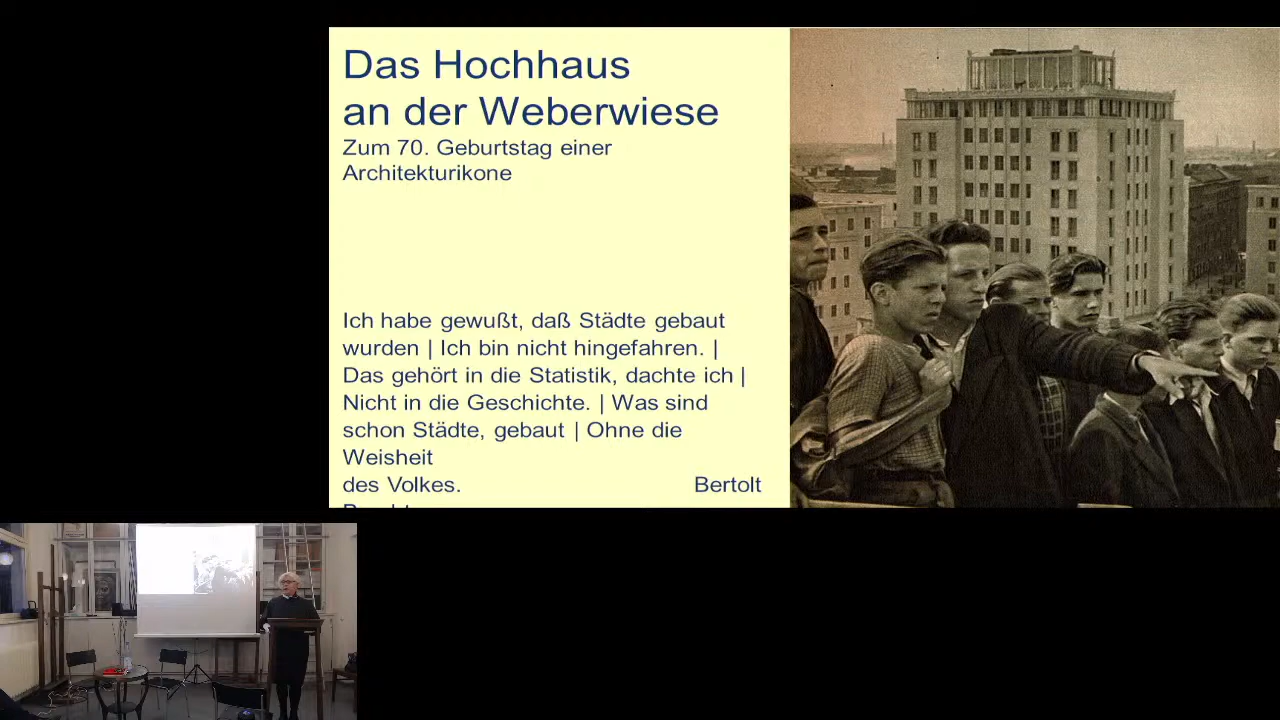 Das Hochhaus
an der Weberwiese
Zum 70. Geburtstag einer
Architekturikone
Ich habe gewußt, daß Städte gebaut
wurden | Ich bin nicht hingefahren. |
Das gehört in die Statistik, dachte ich |
Nicht in die Geschichte. | Was sind
schon Städte, gebaut | Ohne die
Weisheit
des Volkes. Bertolt